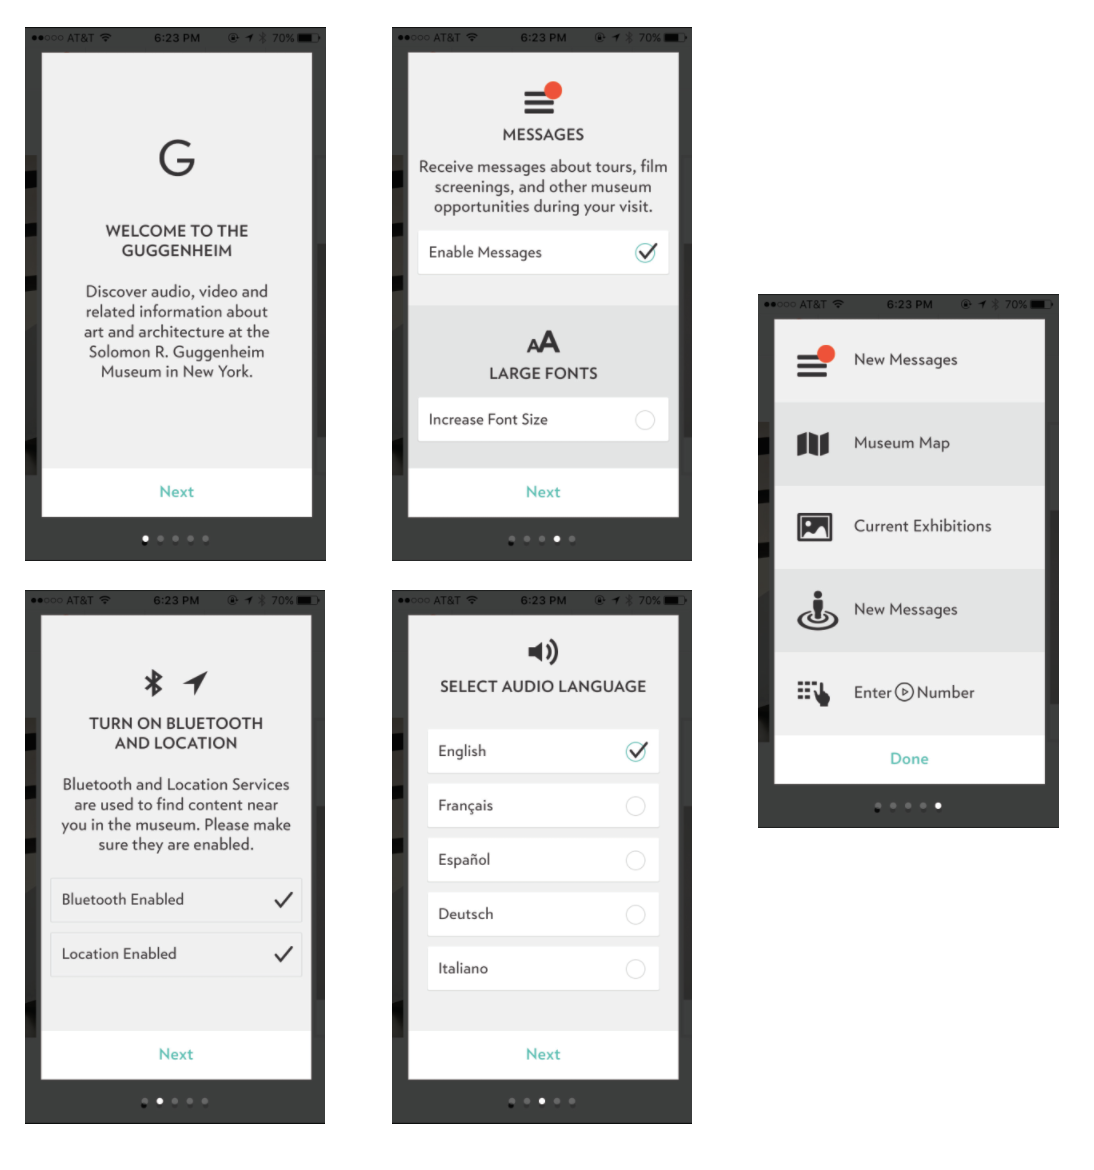 AT&T 6:23 PM 70%
G
WELCOME TO THE
GUGGENHEIM
Discover audio, video and
related information about
art and architecture at the
Solomon R. Guggenheim
Museum in New York.
Next
AT&T 6:23 PM 70%
MESSAGES
Receive messages about tours, film
screenings, and other museum
opportunities during your visit.
Enable Messages
AA
LARGE FONTS
Increase Font Size
Next
AT&T 6:23 PM 70%
New Messages
Museum Map
Current Exhibitions
New Messages
Enter Number
Done
AT&T 6:23 PM 70%
TURN ON BLUETOOTH
AND LOCATION
Bluetooth and Location Services
are used to find content near
you in the museum. Please make
sure they are enabled.
Bluetooth Enabled
Location Enabled
Next
AT&T 6:23 PM 70%
SELECT AUDIO LANGUAGE
English
Français
Español
Deutsch
Italiano
Next